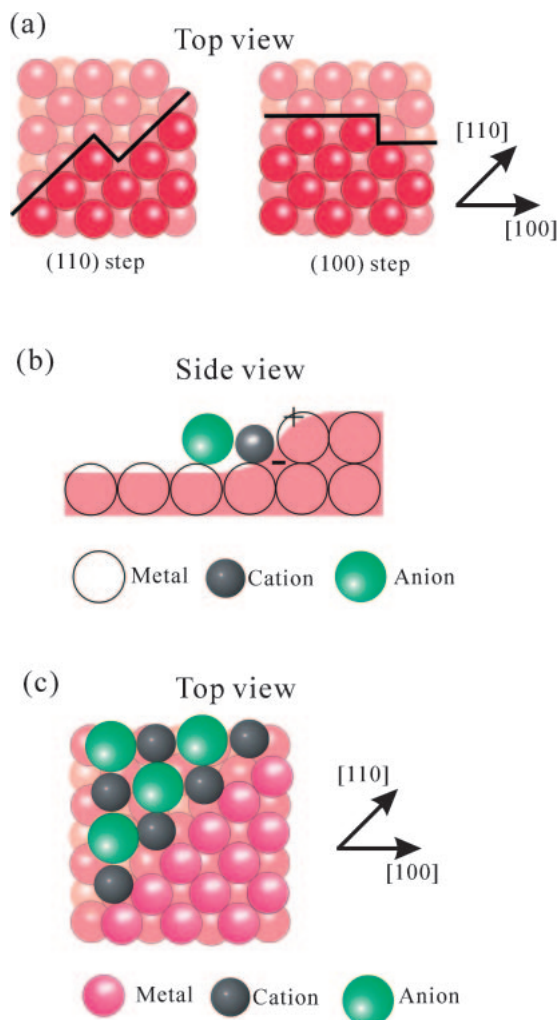 (a)
Top view
[110]
[100]
(110) step
(100) step
(b)
Side view
+
-
Metal
Cation
Anion
(c)
Top view
[110]
[100]
Metal
Cation
Anion